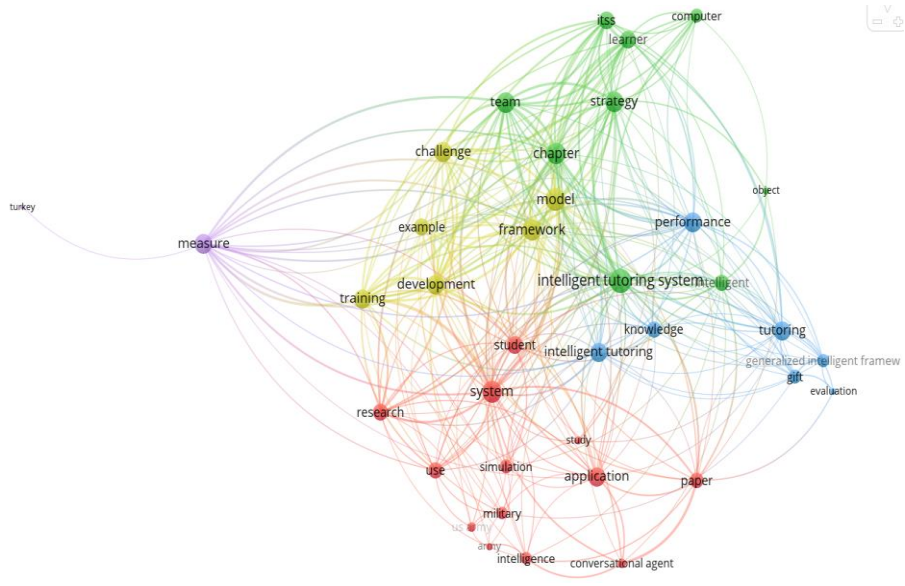 itss
computer
learner
team
strategy
challenge
chapter
object
model
turkey
performance
example
framework
measure
intelligent tutoring system
intelligent
development
training
knowledge
tutoring
student
intelligent tutoring
generalized intelligent framew
gift
system
evaluation
research
study
use
simulation
application
paper
military
us army
army
intelligence
conversational agent